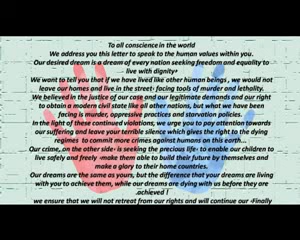 To all conscience in the world
We address you this letter to speak to the human values within you.
Our desired dream is a dream of every nation seeking freedom and equality to
live with dignity•
We want to tell you that if we have lived like other human beings , we would not
leave our homes and live in the street- facing tools of murder and lethality.
We believed in the justice of our case and our legitimate demands and our right
to obtain a modern civil state like all other nations, but what we have been
facing is murder, oppressive practices and starvation policies.
In the light of these continued violations, we urge you to pay attention towards
our suffering and leave your terrible silence which gives the right to the dying
regimes to commit more crimes against humans on this earth...
Our crime, on the other side- is seeking the precious life- to enable our children to
live safely and freely -make them able to build their future by themselves and
make a glory to their home countries.
Our dreams are the same as yours, but the difference that your dreams are living
with you to achieve them, while our dreams are dying with us before they are
.achieved !
we ensure that we will not retreat from our rights and will continue our -Finally